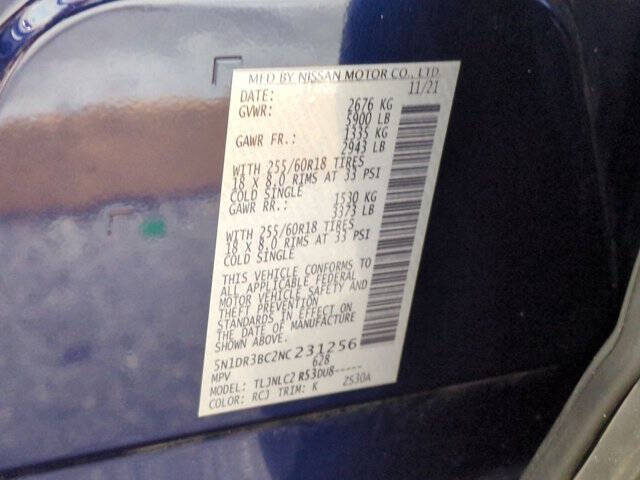 MFD BY NISSAN MOTOR CO., LTD.
DATE: 11/21
GVWR: 2676 KG
5900 LB
GAWR FR.: 1335 KG
2943 LB
WITH 255/60R18 TIRES
18 X 8.0 RIMS AT 33 PSI
COLD SINGLE
GAWR RR.: 1530 KG
3373 LB
WITH 255/60R18 TIRES
18 X 8.0 RIMS AT 33 PSI
COLD SINGLE
THIS VEHICLE CONFORMS TO
ALL APPLICABLE FEDERAL
MOTOR VEHICLE SAFETY AND
THEFT PREVENTION
STANDARDS IN EFFECT ON
THE DATE OF MANUFACTURE
SHOWN ABOVE.
5N1DR3BC2NC231256
MPV 628
MODEL: TLJNLC2 R53DU8-----
COLOR: RCJ TRIM: K ZS30A